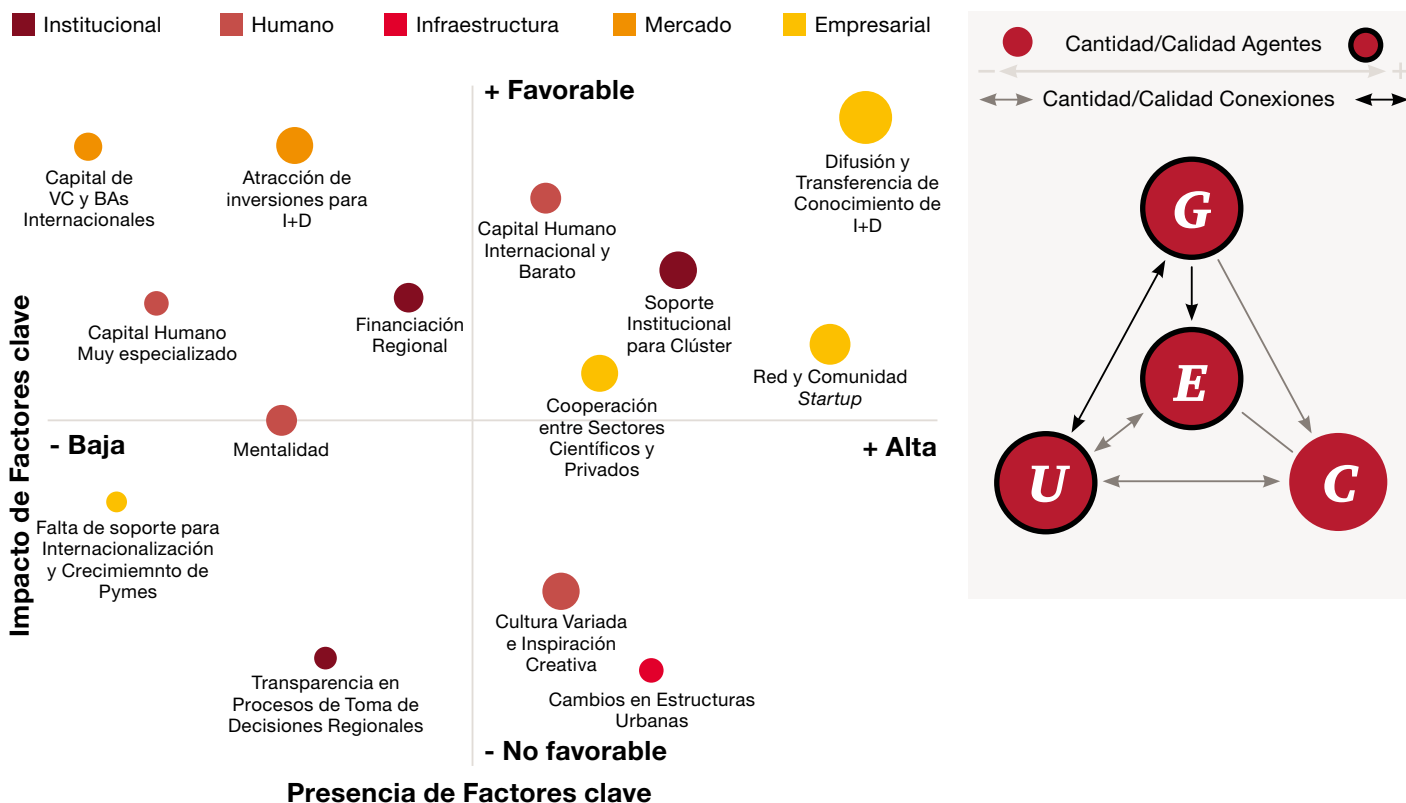 Institucional
Humano
Infraestructura
Mercado
Empresarial
+ Favorable
Capital de
VC y BAs
Internacionales
Atracción de
inversiones para
I+D
Difusión y
Transferencia de
Conocimiento de
I+D
Capital Humano
Internacional y
Barato
Capital Humano
Muy especializado
Financiación
Regional
Soporte
Institucional
para Clúster
Red y Comunidad
Startup
Cooperación
entre Sectores
Científicos y
Privados
- Baja
Mentalidad
+ Alta
Falta de soporte para
Internacionalización
y Crecimiemnto de
Pymes
Cultura Variada
e Inspiración
Creativa
Transparencia en
Procesos de Toma de
Decisiones Regionales
Cambios en Estructuras
Urbanas
- No favorable
Impacto de Factores clave
Presencia de Factores clave
Cantidad/Calidad Agentes
- +
Cantidad/Calidad Conexiones
G
E
U
C